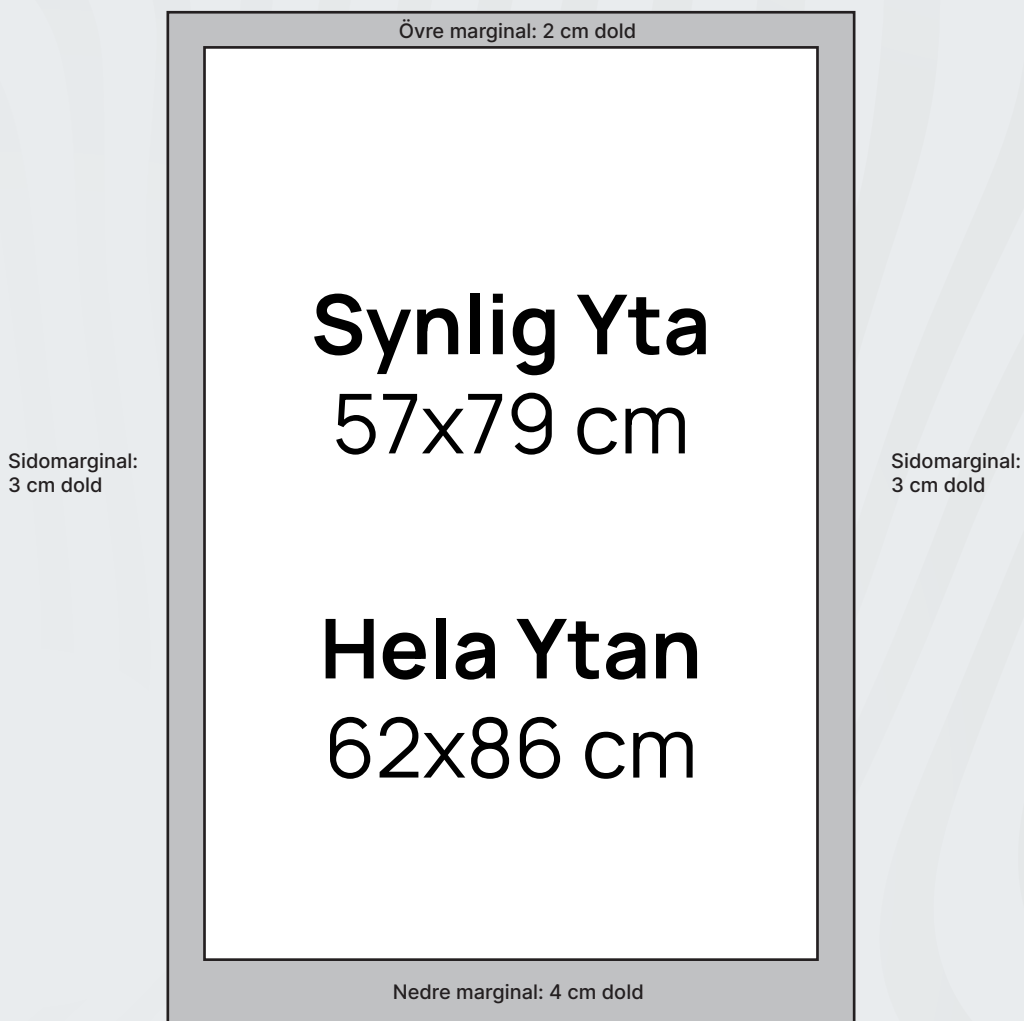 Övre marginal: 2 cm dold
Synlig Yta
57x79 cm
Sidomarginal:
3 cm dold
Sidomarginal:
3 cm dold
Hela Ytan
62x86 cm
Nedre marginal: 4 cm dold